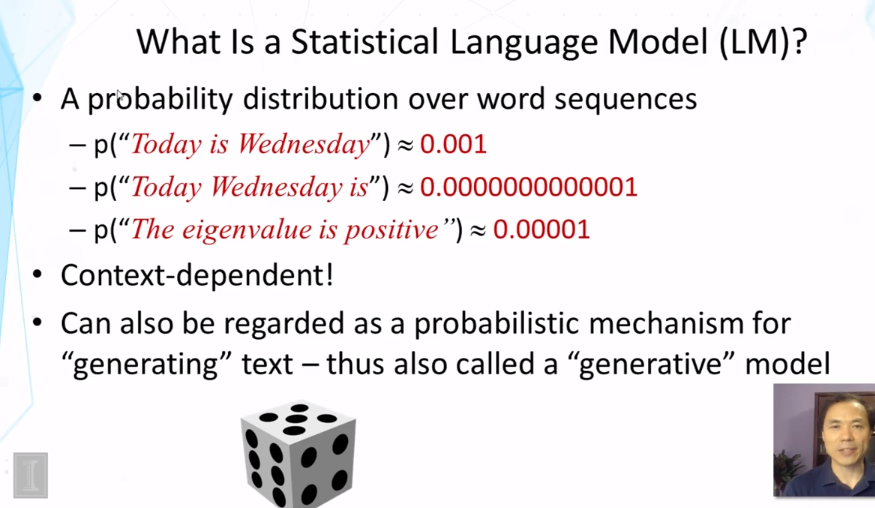 What Is a Statistical Language Model (LM)?
• A probability distribution over word sequences
– p(“Today is Wednesday”) ≈ 0.001
– p(“Today Wednesday is”) ≈ 0.0000000000001
– p(“The eigenvalue is positive”) ≈ 0.00001
• Context-dependent!
• Can also be regarded as a probabilistic mechanism for
“generating” text – thus also called a “generative” model
I